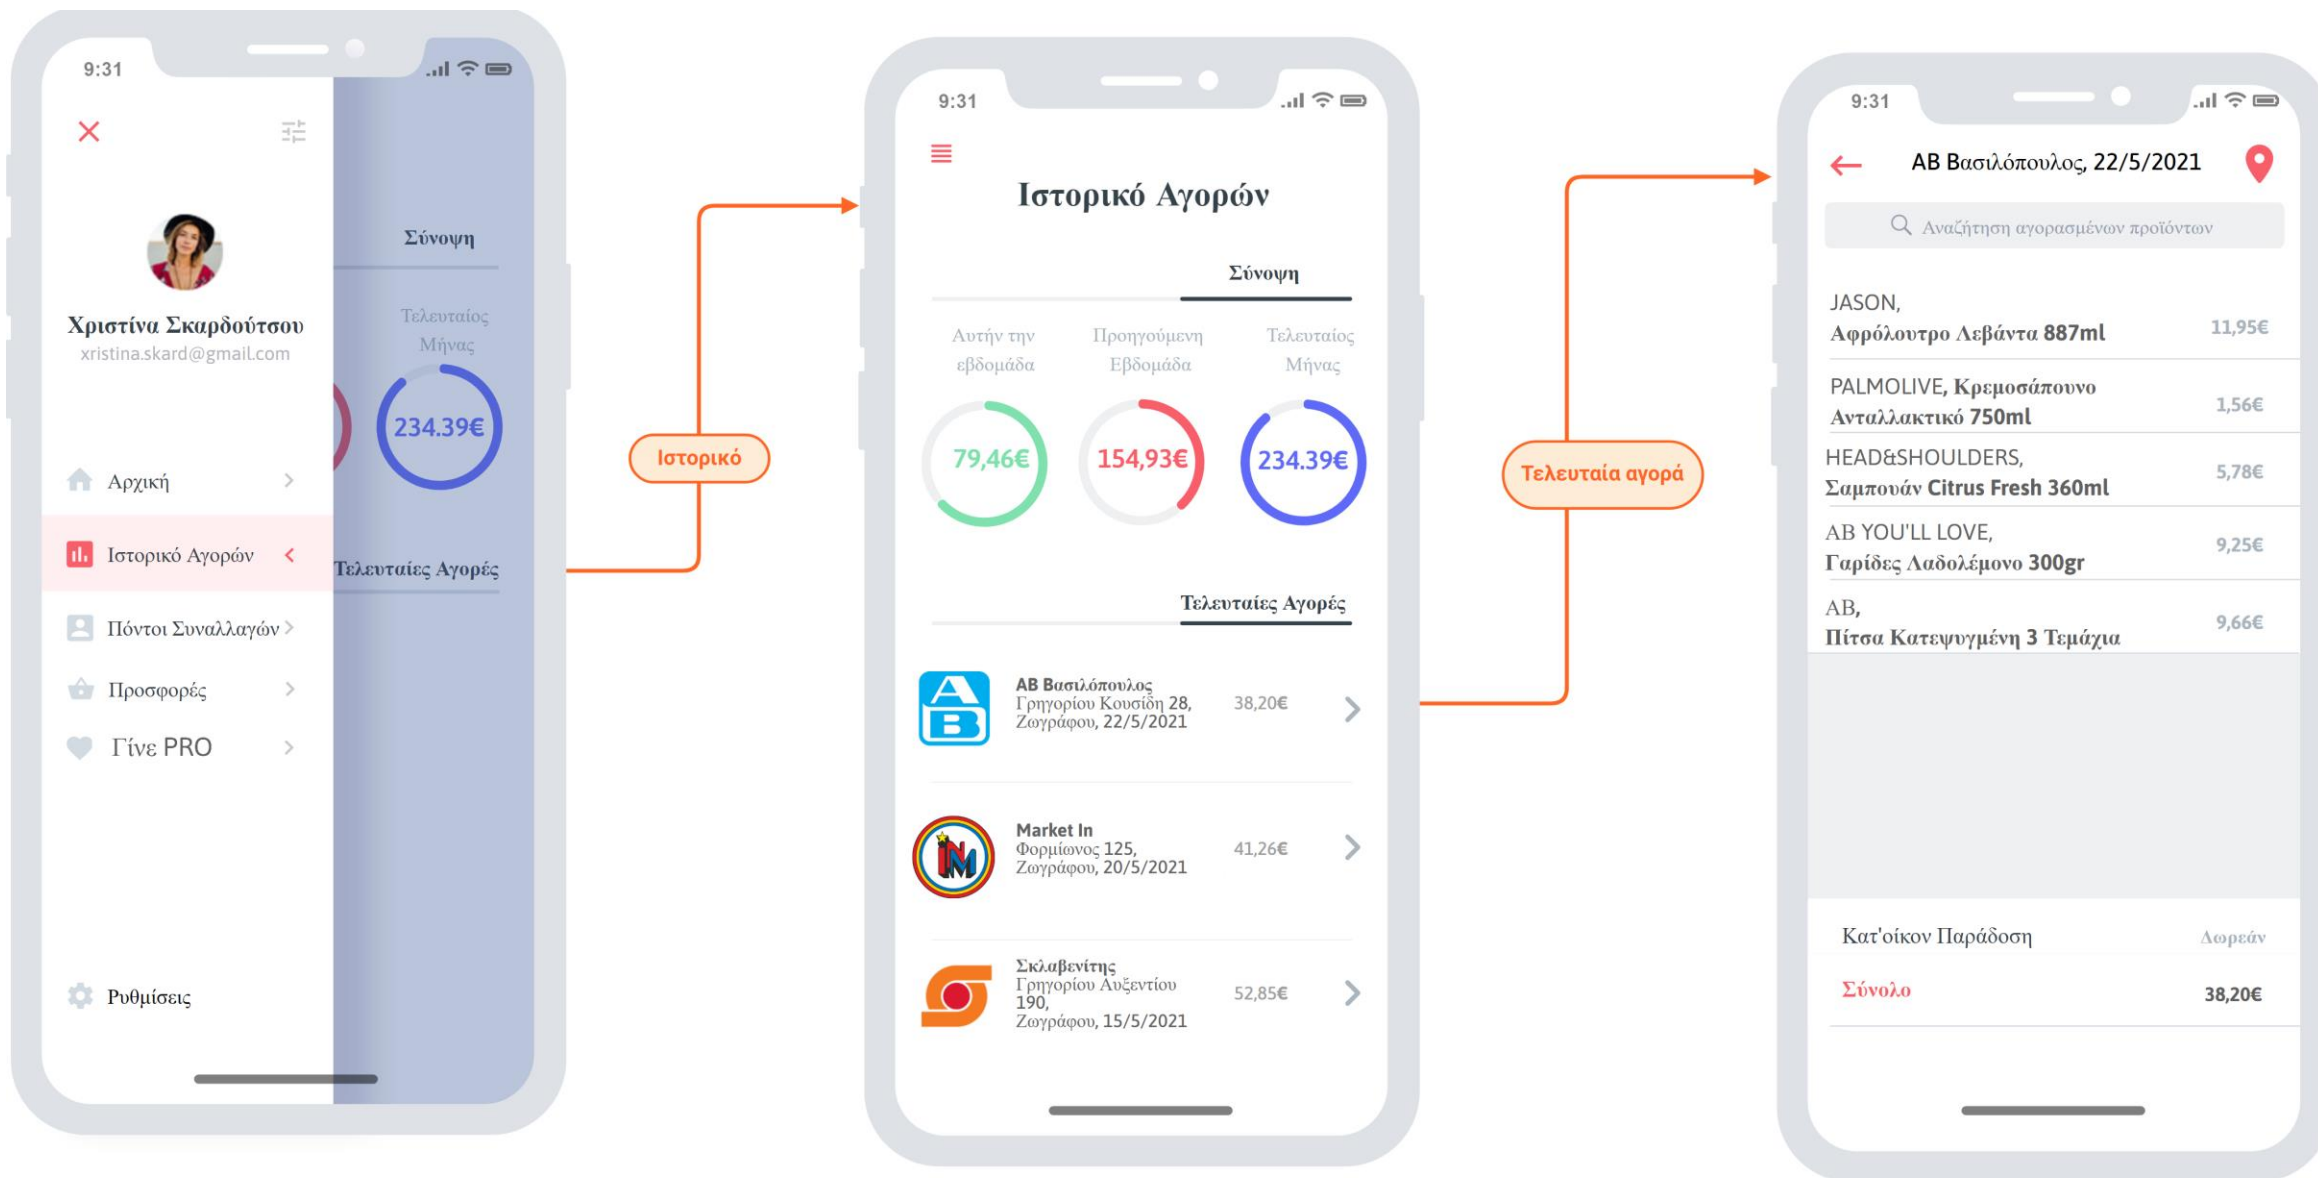 9:31
Χριστίνα Σκαρδούτσου
xristina.skard@gmail.com
Αρχική
Ιστορικό Αγορών
Πόντοι Συναλλαγών
Προσφορές
Γίνε PRO
Ρυθμίσεις
Σύνοψη
Τελευταίος
Μήνας
234.39€
Τελευταίες Αγορές
Ιστορικό
9:31
Ιστορικό Αγορών
Σύνοψη
Αυτήν την
εβδομάδα
Προηγούμενη
Εβδομάδα
Τελευταίος
Μήνας
79,46€
154,93€
234.39€
Τελευταίες Αγορές
AB
ΑΒ Βασιλόπουλος
Γρηγορίου Κουσίδη 28,
Ζωγράφου, 22/5/2021
38,20€
INM
Market In
Φορμίωνος 125,
Ζωγράφου, 20/5/2021
41,26€
Σκλαβενίτης
Γρηγορίου Αυξεντίου
190,
Ζωγράφου, 15/5/2021
52,85€
Τελευταία αγορά
9:31
ΑΒ Βασιλόπουλος, 22/5/2021
Αναζήτηση αγορασμένων προϊόντων
JASON,
Αφρόλουτρο Λεβάντα 887ml
11,95€
PALMOLIVE, Κρεμοσάπουνο
Ανταλλακτικό 750ml
1,56€
HEAD&SHOULDERS,
Σαμπουάν Citrus Fresh 360ml
5,78€
ΑΒ YOU'LL LOVE,
Γαρίδες Λαδολέμονο 300gr
9,25€
ΑΒ,
Πίτσα Κατεψυγμένη 3 Τεμάχια
9,66€
Κατ'οίκον Παράδοση
Δωρεάν
Σύνολο
38,20€